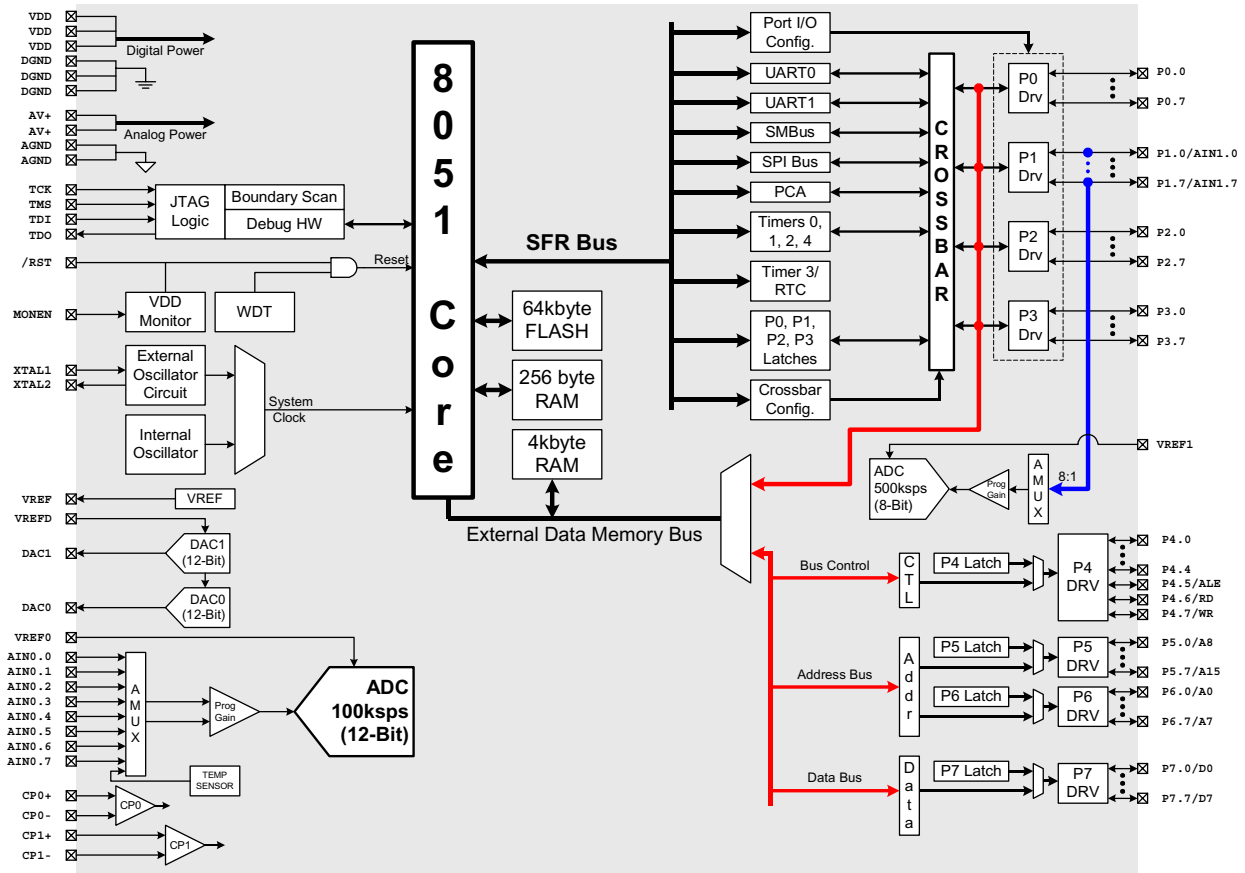 VDD
VDD
VDD
Digital Power
DGND
DGND
DGND
AV+
AV+
Analog Power
AGND
AGND
TCK
TMS
TDI
TDO
JTAG
Logic
Boundary Scan
Debug HW
/RST
Reset
MONEN
VDD
Monitor
WDT
XTAL1
XTAL2
External
Oscillator
Circuit
Internal
Oscillator
System
Clock
VREF
VREF
VREFD
DAC1
DAC1
(12-Bit)
DAC0
DAC0
(12-Bit)
VREF0
AIN0.0
AIN0.1
AIN0.2
AIN0.3
AIN0.4
AIN0.5
AIN0.6
AIN0.7
AMUX
Prog
Gain
ADC
100ksps
(12-Bit)
TEMP
SENSOR
CP0+
CP0-
CP0
CP1+
CP1-
CP1
8051 Core
64kbyte
FLASH
256 byte
RAM
4kbyte
RAM
SFR Bus
External Data Memory Bus
Port I/O
Config.
UART0
UART1
SMBus
SPI Bus
PCA
Timers 0,
1, 2, 4
Timer 3/
RTC
P0, P1,
P2, P3
Latches
Crossbar
Config.
CROSSBAR
P0
Drv
P1
Drv
P2
Drv
P3
Drv
P0.0
P0.7
P1.0/AIN1.0
P1.7/AIN1.7
P2.0
P2.7
P3.0
P3.7
VREF1
ADC
500ksps
(8-Bit)
Prog
Gain
AMUX
8:1
Bus Control
CTL
P4 Latch
P4
DRV
P4.0
P4.4
P4.5/ALE
P4.6/RD
P4.7/WR
Address Bus
Addr
P5 Latch
P5
DRV
P5.0/A8
P5.7/A15
P6 Latch
P6
DRV
P6.0/A0
P6.7/A7
Data Bus
Data
P7 Latch
P7
DRV
P7.0/D0
P7.7/D7